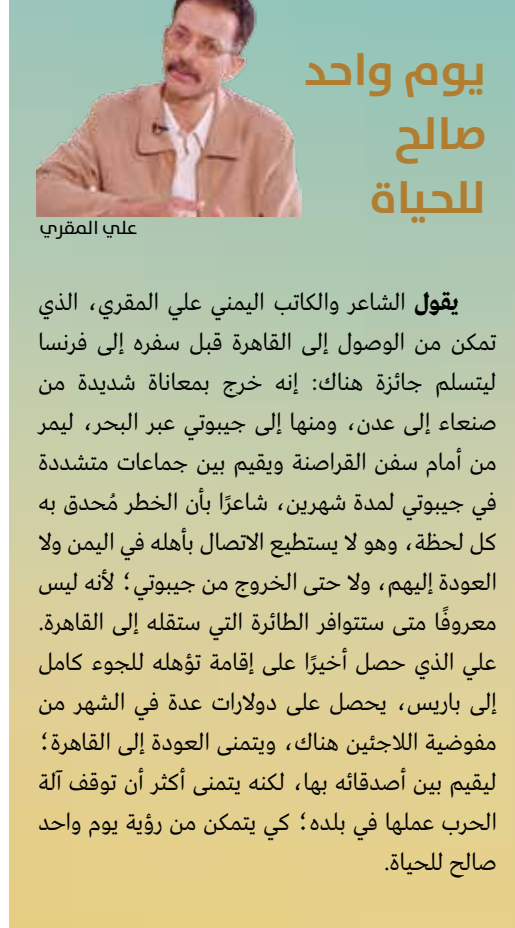 يوم واحد
صالح
للحياة
علي المقري
يقول الشاعر والكاتب اليمني علي المقري، الذي
تمكن من الوصول إلى القاهرة قبل سفره إلى فرنسا
ليتسلم جائزة هناك: إنه خرج بمعاناة شديدة من
صنعاء إلى عدن، ومنها إلى جيبوتي عبر البحر، ليمر
من أمام سفن القراصنة ويقيم بين جماعات متشددة
في جيبوتي لمدة شهرين، شاعرًا بأن الخطر مُحدق به
كل لحظة، وهو لا يستطيع الاتصال بأهله في اليمن ولا
العودة إليهم، ولا حتى الخروج من جيبوتي؛ لأنه ليس
معروفًا متى ستتوافر الطائرة التي ستقله إلى القاهرة.
علي الذي حصل أخيرًا على إقامة تؤهله للجوء كامل
إلى باريس، يحصل على دولارات عدة في الشهر من
مفوضية اللاجئين هناك، ويتمنى العودة إلى القاهرة؛
ليقيم بين أصدقائه بها، لكنه يتمنى أكثر أن توقف آلة
الحرب عملها في بلده؛ كي يتمكن من رؤية يوم واحد
صالح للحياة.